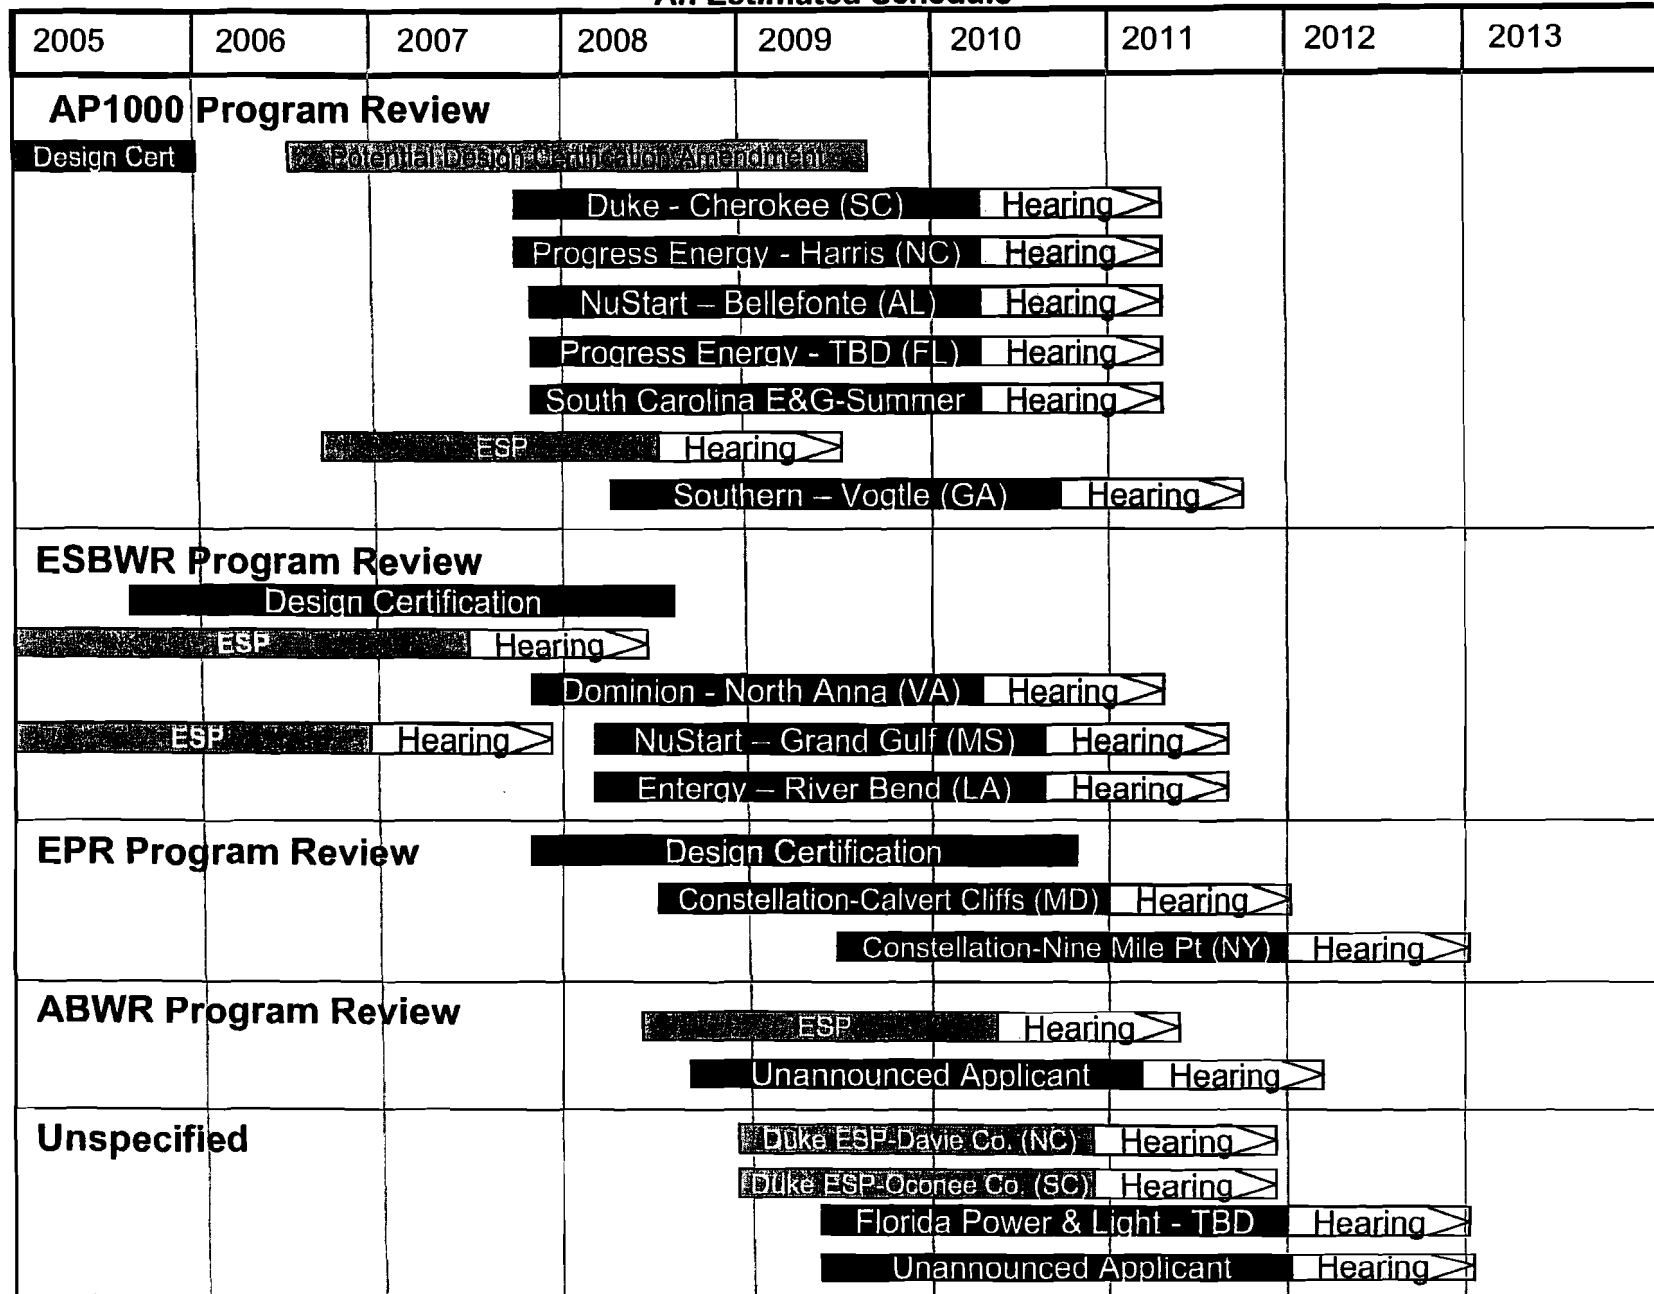 An Estimated Schedule
2005 2006 2007 2008 2009 2010 2011 2012 2013
AP1000 Program Review
Design Cert Potential Design Certification Amendment
Duke - Cherokee (SC) Hearing
Progress Energy - Harris (NC) Hearing
NuStart – Bellefonte (AL) Hearing
Progress Energy - TBD (FL) Hearing
South Carolina E&G-Summer Hearing
ESP Hearing
Southern – Vogtle (GA) Hearing
ESBWR Program Review
Design Certification
ESP Hearing
Dominion - North Anna (VA) Hearing
ESP Hearing NuStart – Grand Gulf (MS) Hearing
Entergy – River Bend (LA) Hearing
EPR Program Review Design Certification
Constellation-Calvert Cliffs (MD) Hearing
Constellation-Nine Mile Pt (NY) Hearing
ABWR Program Review
ESP Hearing
Unannounced Applicant Hearing
Unspecified Duke ESP-Davie Co. (NC) Hearing
Duke ESP-Oconee Co. (SC) Hearing
Florida Power & Light - TBD Hearing
Unannounced Applicant Hearing